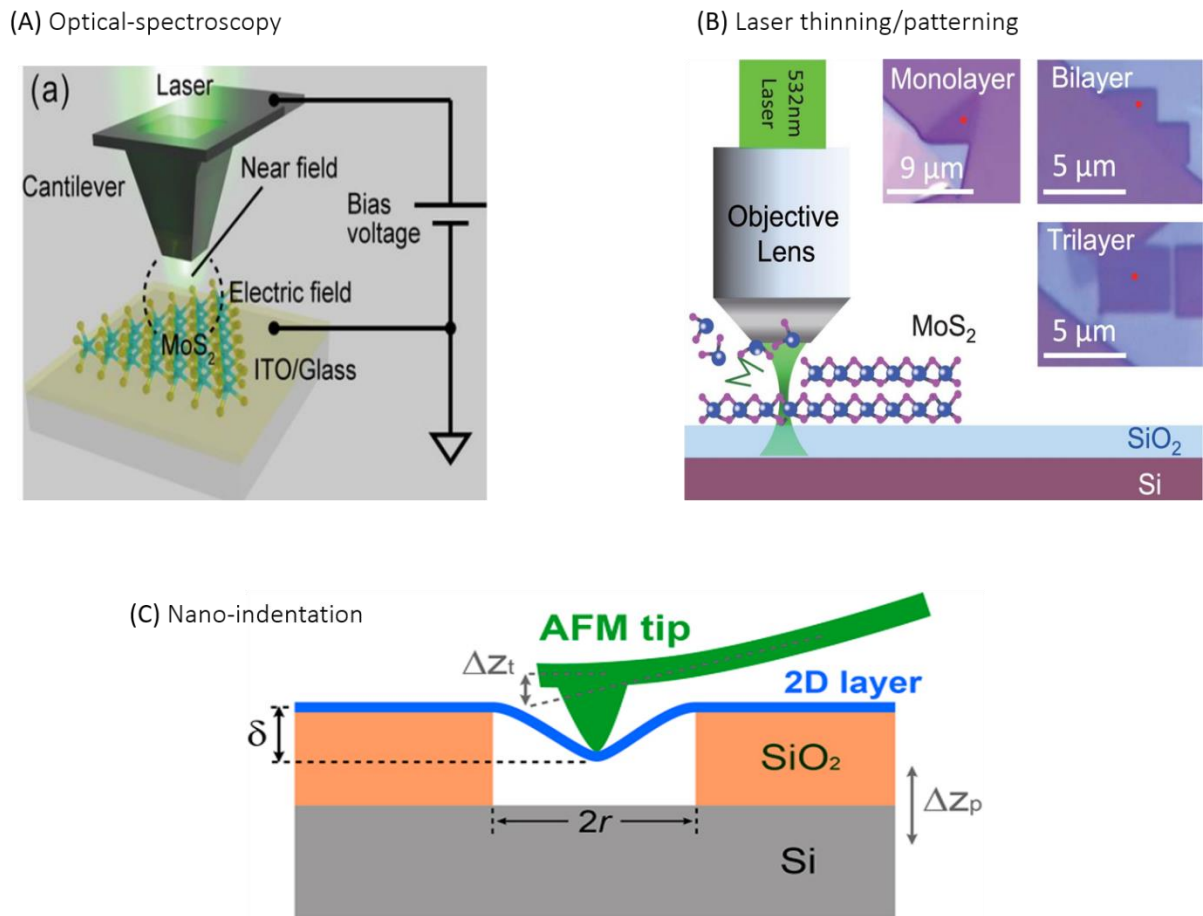 (A) Optical-spectroscopy
(a)
Laser
Near field
Cantilever
Bias
voltage
Electric field
MoS2
ITO/Glass
(B) Laser thinning/patterning
532nm
Laser
Objective
Lens
Monolayer
9 μm
Bilayer
5 μm
Trilayer
5 μm
MoS2
SiO2
Si
(C) Nano-indentation
AFM tip
Δzt
2D layer
δ
SiO2
Δzp
2r
Si